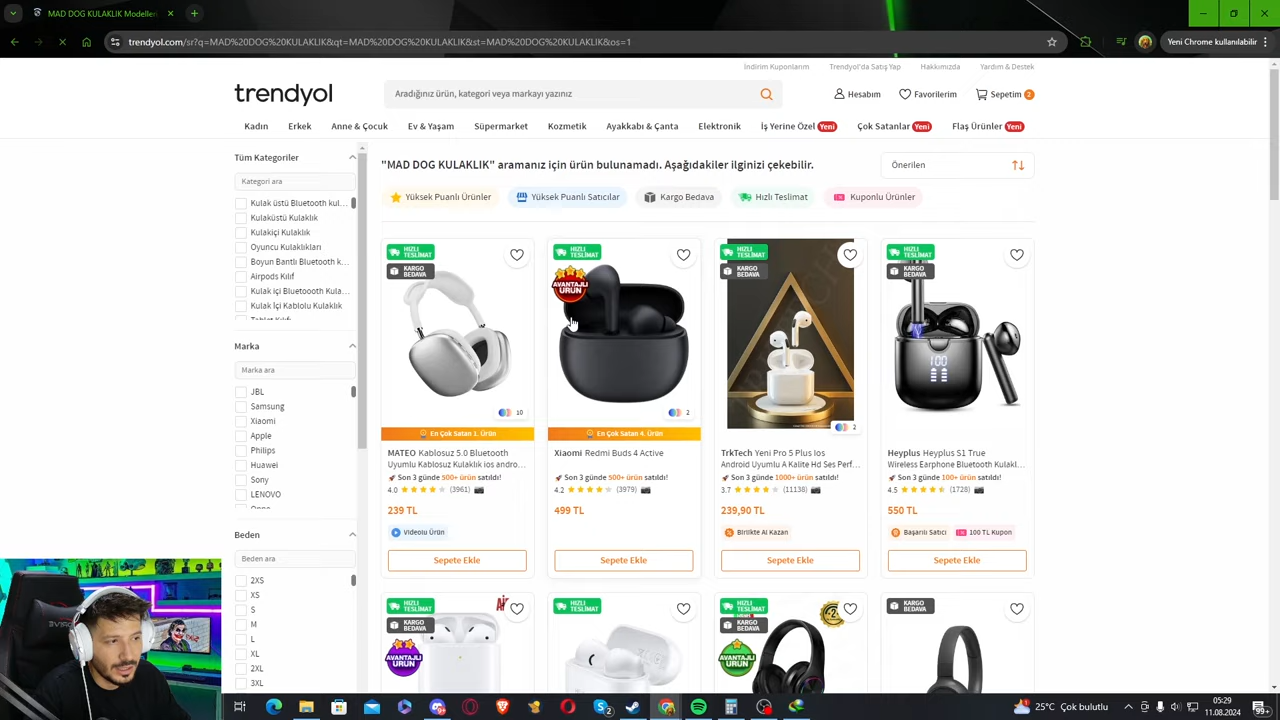 MAD DOG KULAKLIK Modelleri
trendyol.com/sr?q=MAD%20DOG%20KULAKLIK&qt=MAD%20DOG%20KULAKLIK&st=MAD%20DOG%20KULAKLIK&os=1
Yeni Chrome kullanılabilir
İndirim Kuponlarım
Trendyol'da Satış Yap
Hakkımızda
Yardım & Destek
trendyol
Aradığınız ürün, kategori veya markayı yazınız
Hesabım
Favorilerim
Sepetim 2
Kadın
Erkek
Anne & Çocuk
Ev & Yaşam
Süpermarket
Kozmetik
Ayakkabı & Çanta
Elektronik
İş Yerine Özel Yeni
Çok Satanlar Yeni
Flaş Ürünler Yeni
Tüm Kategoriler
Kategori ara
Kulak üstü Bluetooth kul...
Kulaküstü Kulaklık
Kulakiçi Kulaklık
Oyuncu Kulaklıkları
Boyun Bantlı Bluetooth k...
Airpods Kılıf
Kulak içi Bluetoooth Kula...
Kulak İçi Kablolu Kulaklık
Tablet Kılıfı
Marka
Marka ara
JBL
Samsung
Xiaomi
Apple
Philips
Huawei
Sony
LENOVO
Oppo
Beden
Beden ara
2XS
XS
S
M
L
XL
2XL
3XL
"MAD DOG KULAKLIK" aramanız için ürün bulunamadı. Aşağıdakiler ilginizi çekebilir.
Önerilen
Yüksek Puanlı Ürünler
Yüksek Puanlı Satıcılar
Kargo Bedava
Hızlı Teslimat
Kuponlu Ürünler
HIZLI
TESLİMAT
KARGO
BEDAVA
10
En Çok Satan 1. Ürün
MATEO Kablosuz 5.0 Bluetooth
Uyumlu Kablosuz Kulaklık ios andro...
Son 3 günde 500+ ürün satıldı!
4.0 (3961)
239 TL
Videolu Ürün
Sepete Ekle
HIZLI
TESLİMAT
AVANTAJLI
ÜRÜN
2
En Çok Satan 4. Ürün
Xiaomi Redmi Buds 4 Active
Son 3 günde 500+ ürün satıldı!
4.2 (3979)
499 TL
Sepete Ekle
HIZLI
TESLİMAT
KARGO
BEDAVA
2
TrkTech Yeni Pro 5 Plus Ios
Android Uyumlu A Kalite Hd Ses Perf...
Son 3 günde 1000+ ürün satıldı!
3.7 (11138)
239,90 TL
Birlikte Al Kazan
Sepete Ekle
HIZLI
TESLİMAT
KARGO
BEDAVA
100
Heyplus Heyplus S1 True
Wireless Earphone Bluetooth Kulakl...
Son 3 günde 100+ ürün satıldı!
4.5 (1728)
550 TL
Başarılı Satıcı
100 TL Kupon
Sepete Ekle
HIZLI
TESLİMAT
KARGO
BEDAVA
AVANTAJLI
ÜRÜN
HIZLI
TESLİMAT
HIZLI
TESLİMAT
KARGO
BEDAVA
AVANTAJLI
ÜRÜN
KARGO
BEDAVA
23°C Çok bulutlu
05:29
11.08.2024